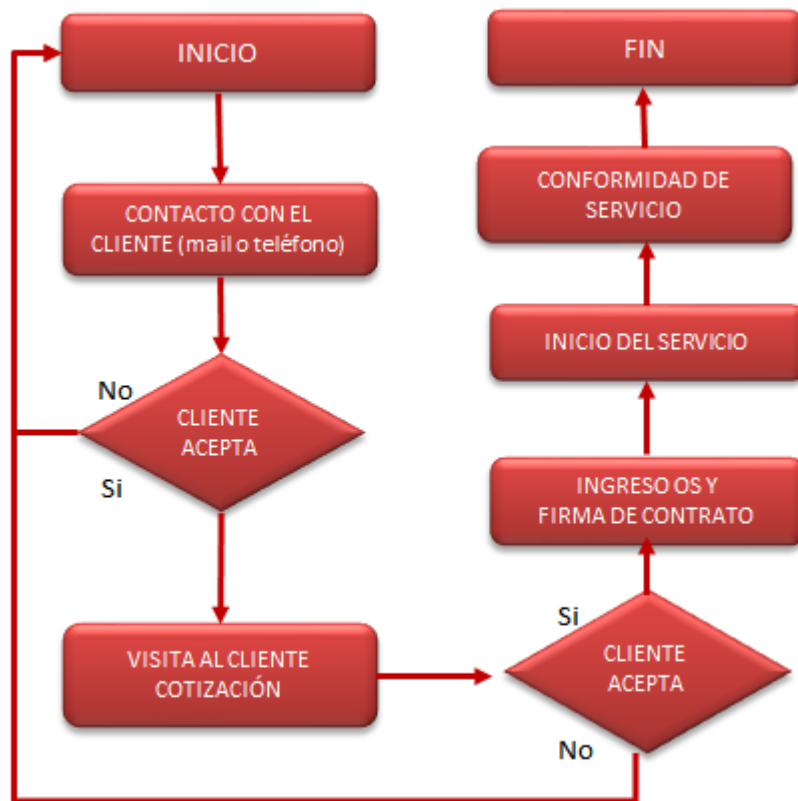 INICIO
CONTACTO CON EL
CLIENTE (mail o teléfono)
No
CLIENTE
ACEPTA
Si
VISITA AL CLIENTE
COTIZACIÓN
FIN
CONFORMIDAD DE
SERVICIO
INICIO DEL SERVICIO
INGRESO OS Y
FIRMA DE CONTRATO
Si
CLIENTE
ACEPTA
No